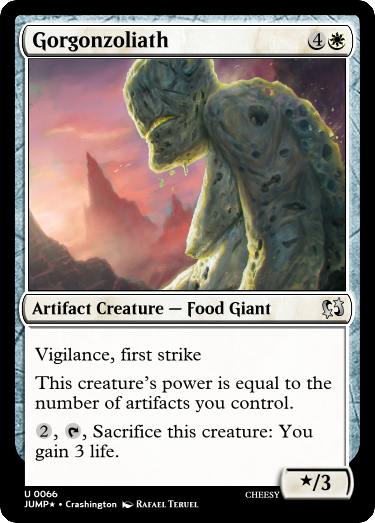 Gorgonzoliath 4
Artifact Creature — Food Giant
Vigilance, first strike
This creature's power is equal to the
number of artifacts you control.
2, , Sacrifice this creature: You
gain 3 life.
★/3
U 0066
JUMP★ • Crashington Rafael Teruel
CHEESY